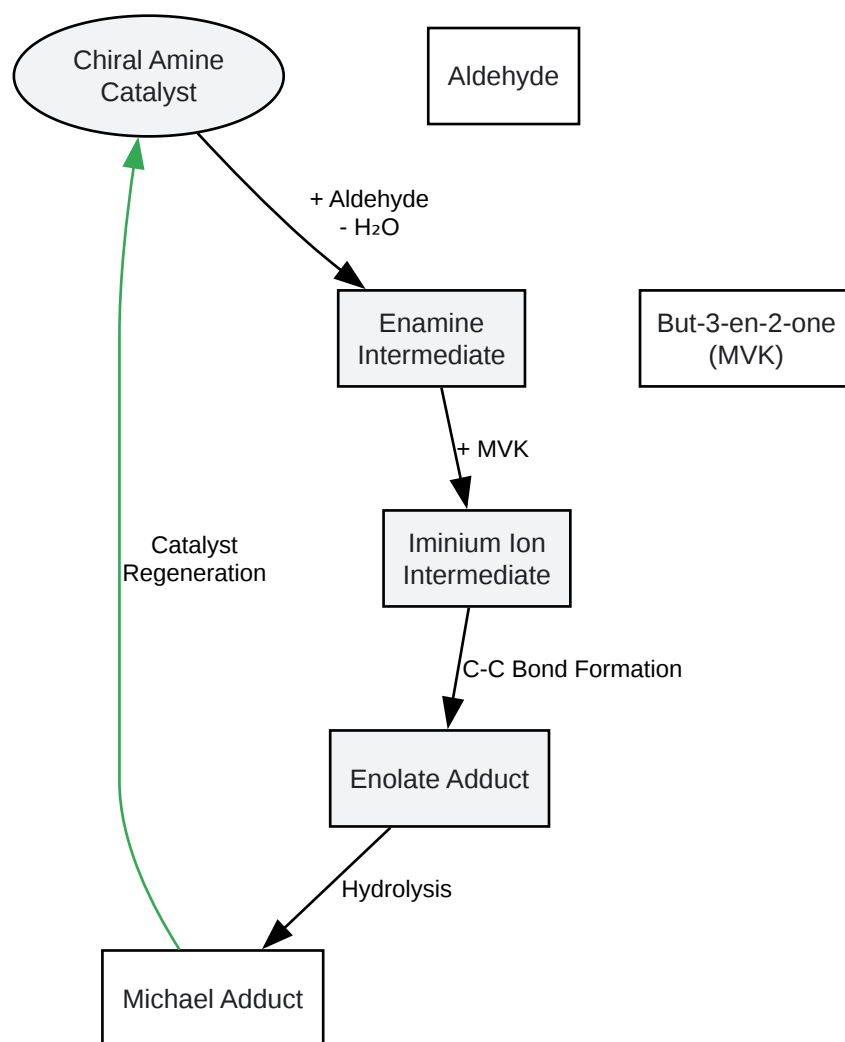 Chiral Amine
Catalyst
Aldehyde
+ Aldehyde
- H₂O
Enamine
Intermediate
But-3-en-2-one
(MVK)
+ MVK
Iminium Ion
Intermediate
Catalyst
Regeneration
C-C Bond Formation
Enolate Adduct
Hydrolysis
Michael Adduct